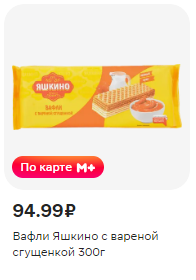 ЯШКИНО
ВАФЛИ
С ВАРЕНОЙ СГУЩЕНКОЙ
По карте М+
94.99₽
Вафли Яшкино с вареной
сгущенкой 300г